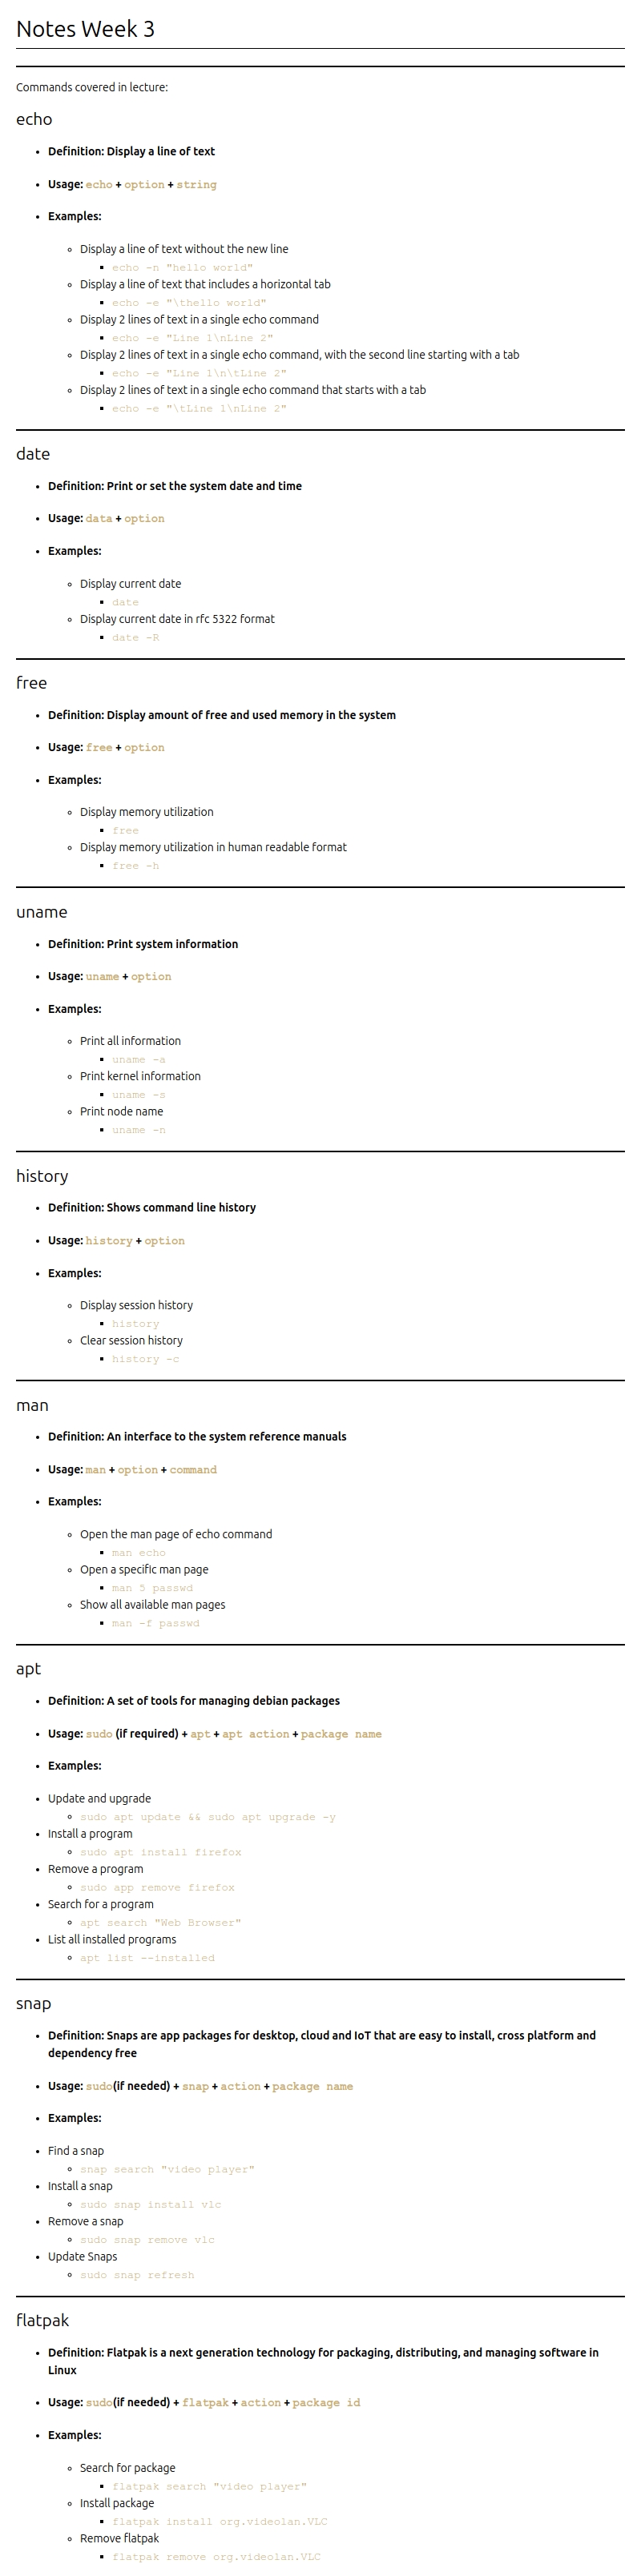 Notes Week 3
Commands covered in lecture:
echo
Definition: Display a line of text
Usage: echo + option + string
Examples:
Display a line of text without the new line
echo -n "hello world"
Display a line of text that includes a horizontal tab
echo -e "\thello world"
Display 2 lines of text in a single echo command
echo -e "Line 1\nLine 2"
Display 2 lines of text in a single echo command, with the second line starting with a tab
echo -e "Line 1\n\tLine 2"
Display 2 lines of text in a single echo command that starts with a tab
echo -e "\tLine 1\nLine 2"
date
Definition: Print or set the system date and time
Usage: data + option
Examples:
Display current date
date
Display current date in rfc 5322 format
date -R
free
Definition: Display amount of free and used memory in the system
Usage: free + option
Examples:
Display memory utilization
free
Display memory utilization in human readable format
free -h
uname
Definition: Print system information
Usage: uname + option
Examples:
Print all information
uname -a
Print kernel information
uname -s
Print node name
uname -n
history
Definition: Shows command line history
Usage: history + option
Examples:
Display session history
history
Clear session history
history -c
man
Definition: An interface to the system reference manuals
Usage: man + option + command
Examples:
Open the man page of echo command
man echo
Open a specific man page
man 5 passwd
Show all available man pages
man -f passwd
apt
Definition: A set of tools for managing debian packages
Usage: sudo (if required) + apt + apt action + package name
Examples:
Update and upgrade
sudo apt update && sudo apt upgrade -y
Install a program
sudo apt install firefox
Remove a program
sudo app remove firefox
Search for a program
apt search "Web Browser"
List all installed programs
apt list --installed
snap
Definition: Snaps are app packages for desktop, cloud and IoT that are easy to install, cross platform and
dependency free
Usage: sudo(if needed) + snap + action + package name
Examples:
Find a snap
snap search "video player"
Install a snap
sudo snap install vlc
Remove a snap
sudo snap remove vlc
Update Snaps
sudo snap refresh
flatpak
Definition: Flatpak is a next generation technology for packaging, distributing, and managing software in
Linux
Usage: sudo(if needed) + flatpak + action + package id
Examples:
Search for package
flatpak search "video player"
Install package
flatpak install org.videolan.VLC
Remove flatpak
flatpak remove org.videolan.VLC